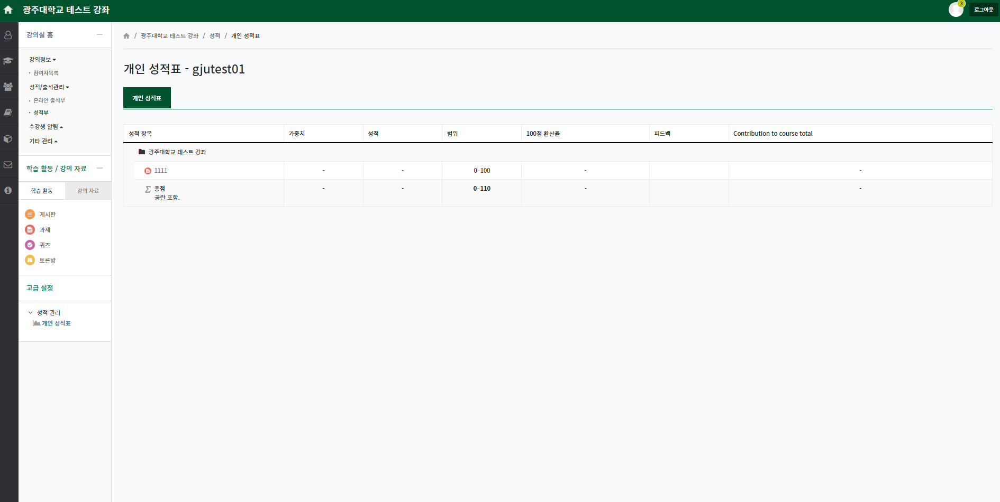 광주대학교 테스트 강좌
3
로그아웃
강의실 홈
강의정보
· 참여자목록
성적/출석관리
· 온라인 출석부
· 성적부
수강생 알림
기타 관리
학습 활동 / 강의 자료
학습 활동
강의 자료
게시판
과제
퀴즈
토론방
고급 설정
성적 관리
개인 성적표
/ 광주대학교 테스트 강좌 / 성적 / 개인 성적표
개인 성적표 - gjutest01
개인 성적표
성적 항목 가중치 성적 범위 100점 환산율 피드백 Contribution to course total
광주대학교 테스트 강좌
1111 - - 0–100 - -
총점 - - 0–110 - -
공란 포함.